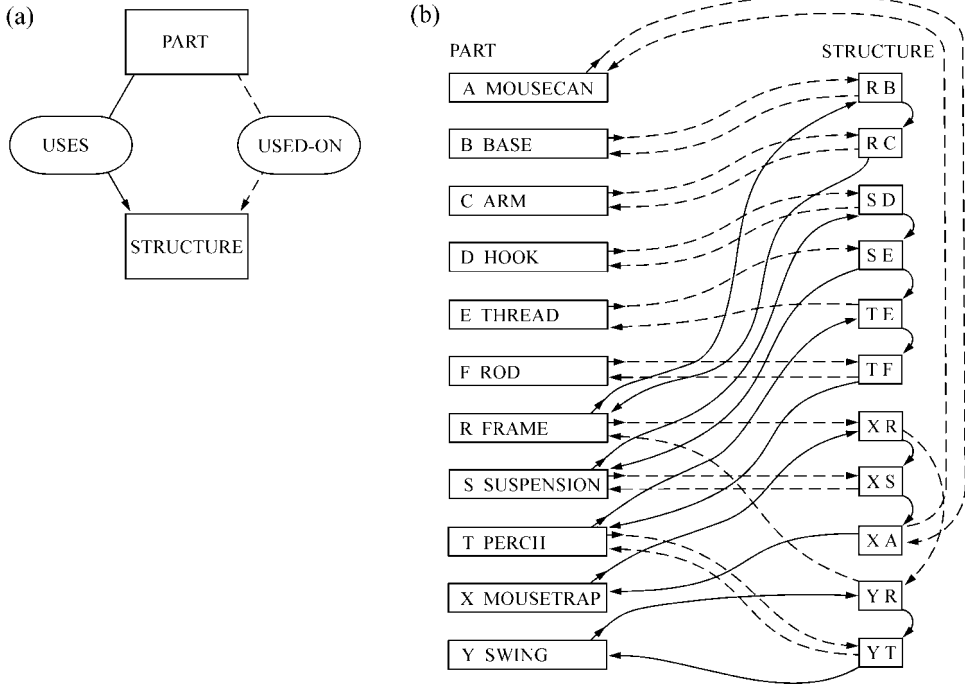 (a)
PART
USES
USED-ON
STRUCTURE
(b)
PART
STRUCTURE
A MOUSECAN
B BASE
C ARM
D HOOK
E THREAD
F ROD
R FRAME
S SUSPENSION
T PERCH
X MOUSETRAP
Y SWING
R B
R C
S D
S E
T E
T F
X R
X S
X A
Y R
Y T